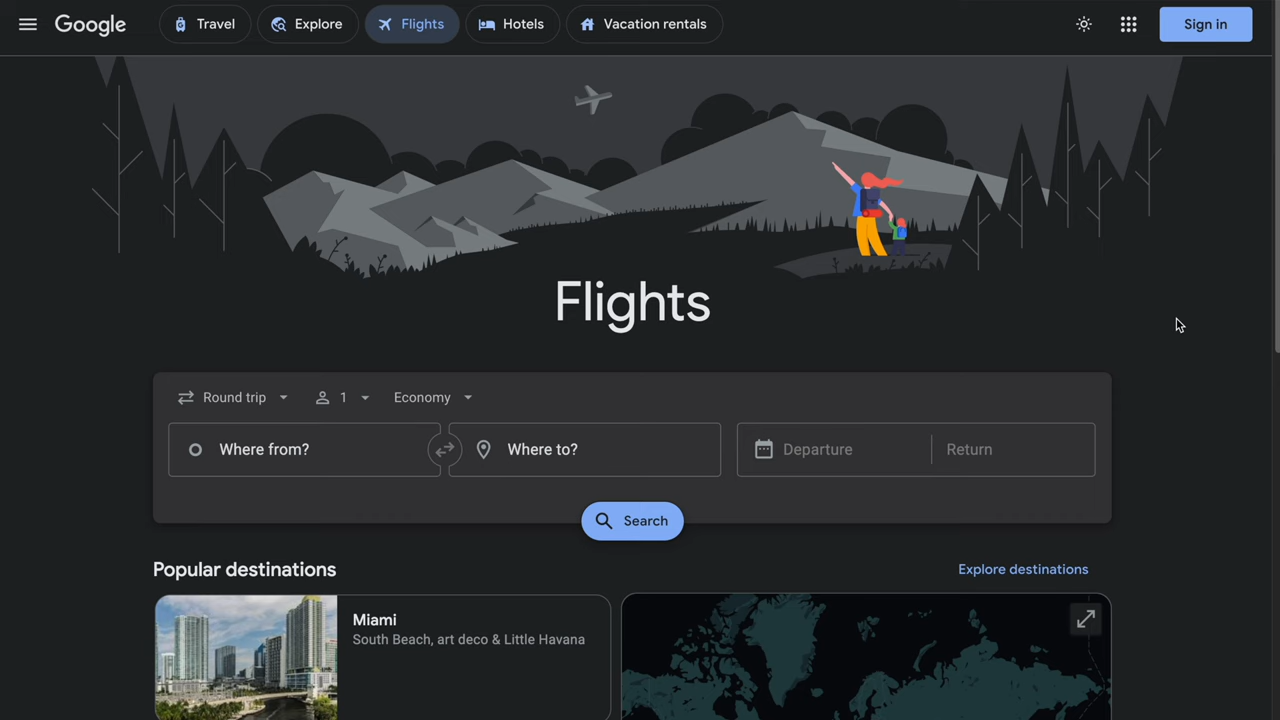 Google Travel Explore Flights Hotels Vacation rentals Sign in
Flights
Round trip 1 Economy
Where from? Where to? Departure Return
Search
Popular destinations Explore destinations
Miami
South Beach, art deco & Little Havana